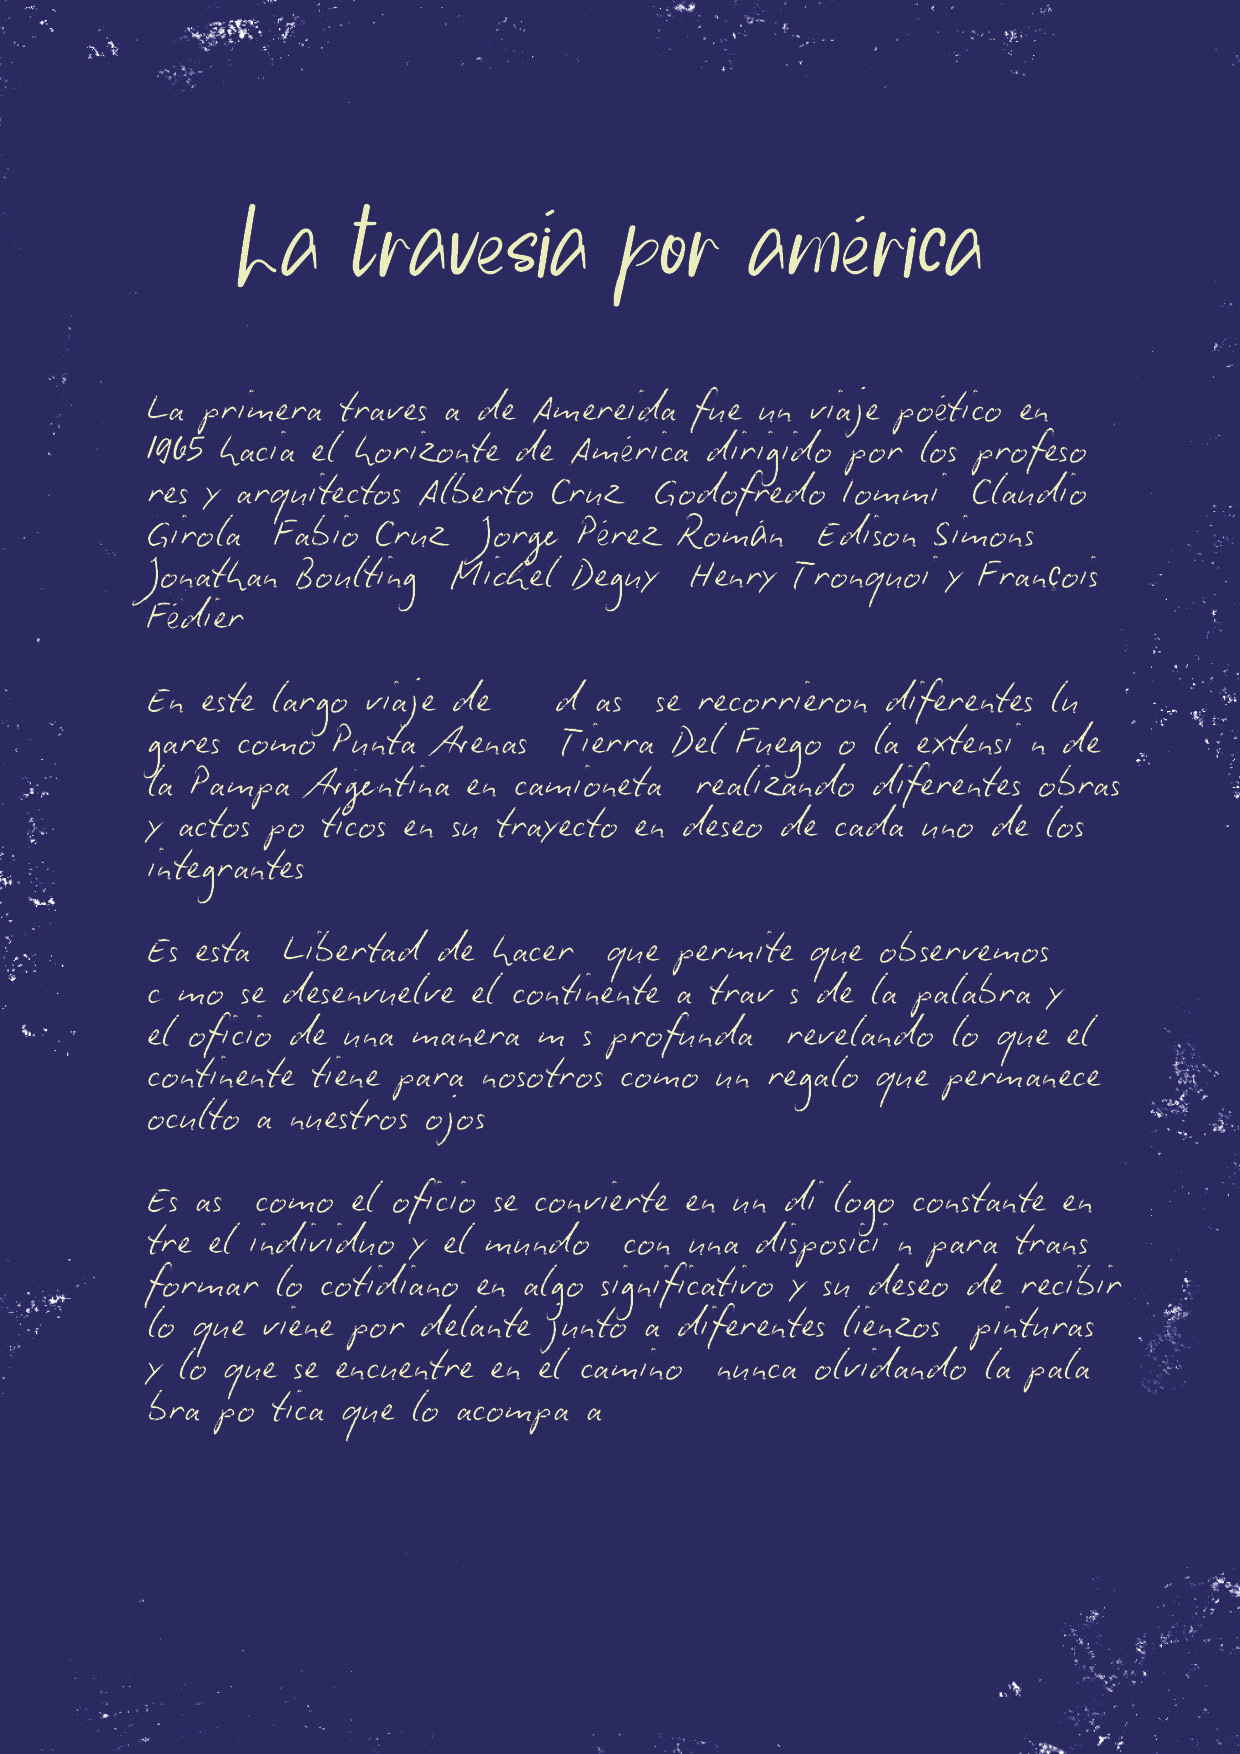 La travesía por américa
La primera traves a de Amereida fue un viaje poético en
1965 hacia el horizonte de América dirigido por los profeso
res y arquitectos Alberto Cruz Godofredo Iommi Claudio
Girola Fabio Cruz Jorge Pérez Román Edison Simons
Jonathan Boulting Michel Deguy Henry Tronquoi y François
Fédier
En este largo viaje de d as se recorrieron diferentes lu
gares como Punta Arenas Tierra Del Fuego o la extensi n de
la Pampa Argentina en camioneta realizando diferentes obras
y actos po ticos en su trayecto en deseo de cada uno de los
integrantes
Es esta Libertad de hacer que permite que observemos
c mo se desenvuelve el continente a trav s de la palabra y
el oficio de una manera m s profunda revelando lo que el
continente tiene para nosotros como un regalo que permanece
oculto a nuestros ojos
Es as como el oficio se convierte en un di logo constante en
tre el individuo y el mundo con una disposici n para trans
formar lo cotidiano en algo significativo y su deseo de recibir
lo que viene por delante junto a diferentes lienzos pinturas
y lo que se encuentre en el camino nunca olvidando la pala
bra po tica que lo acompa a